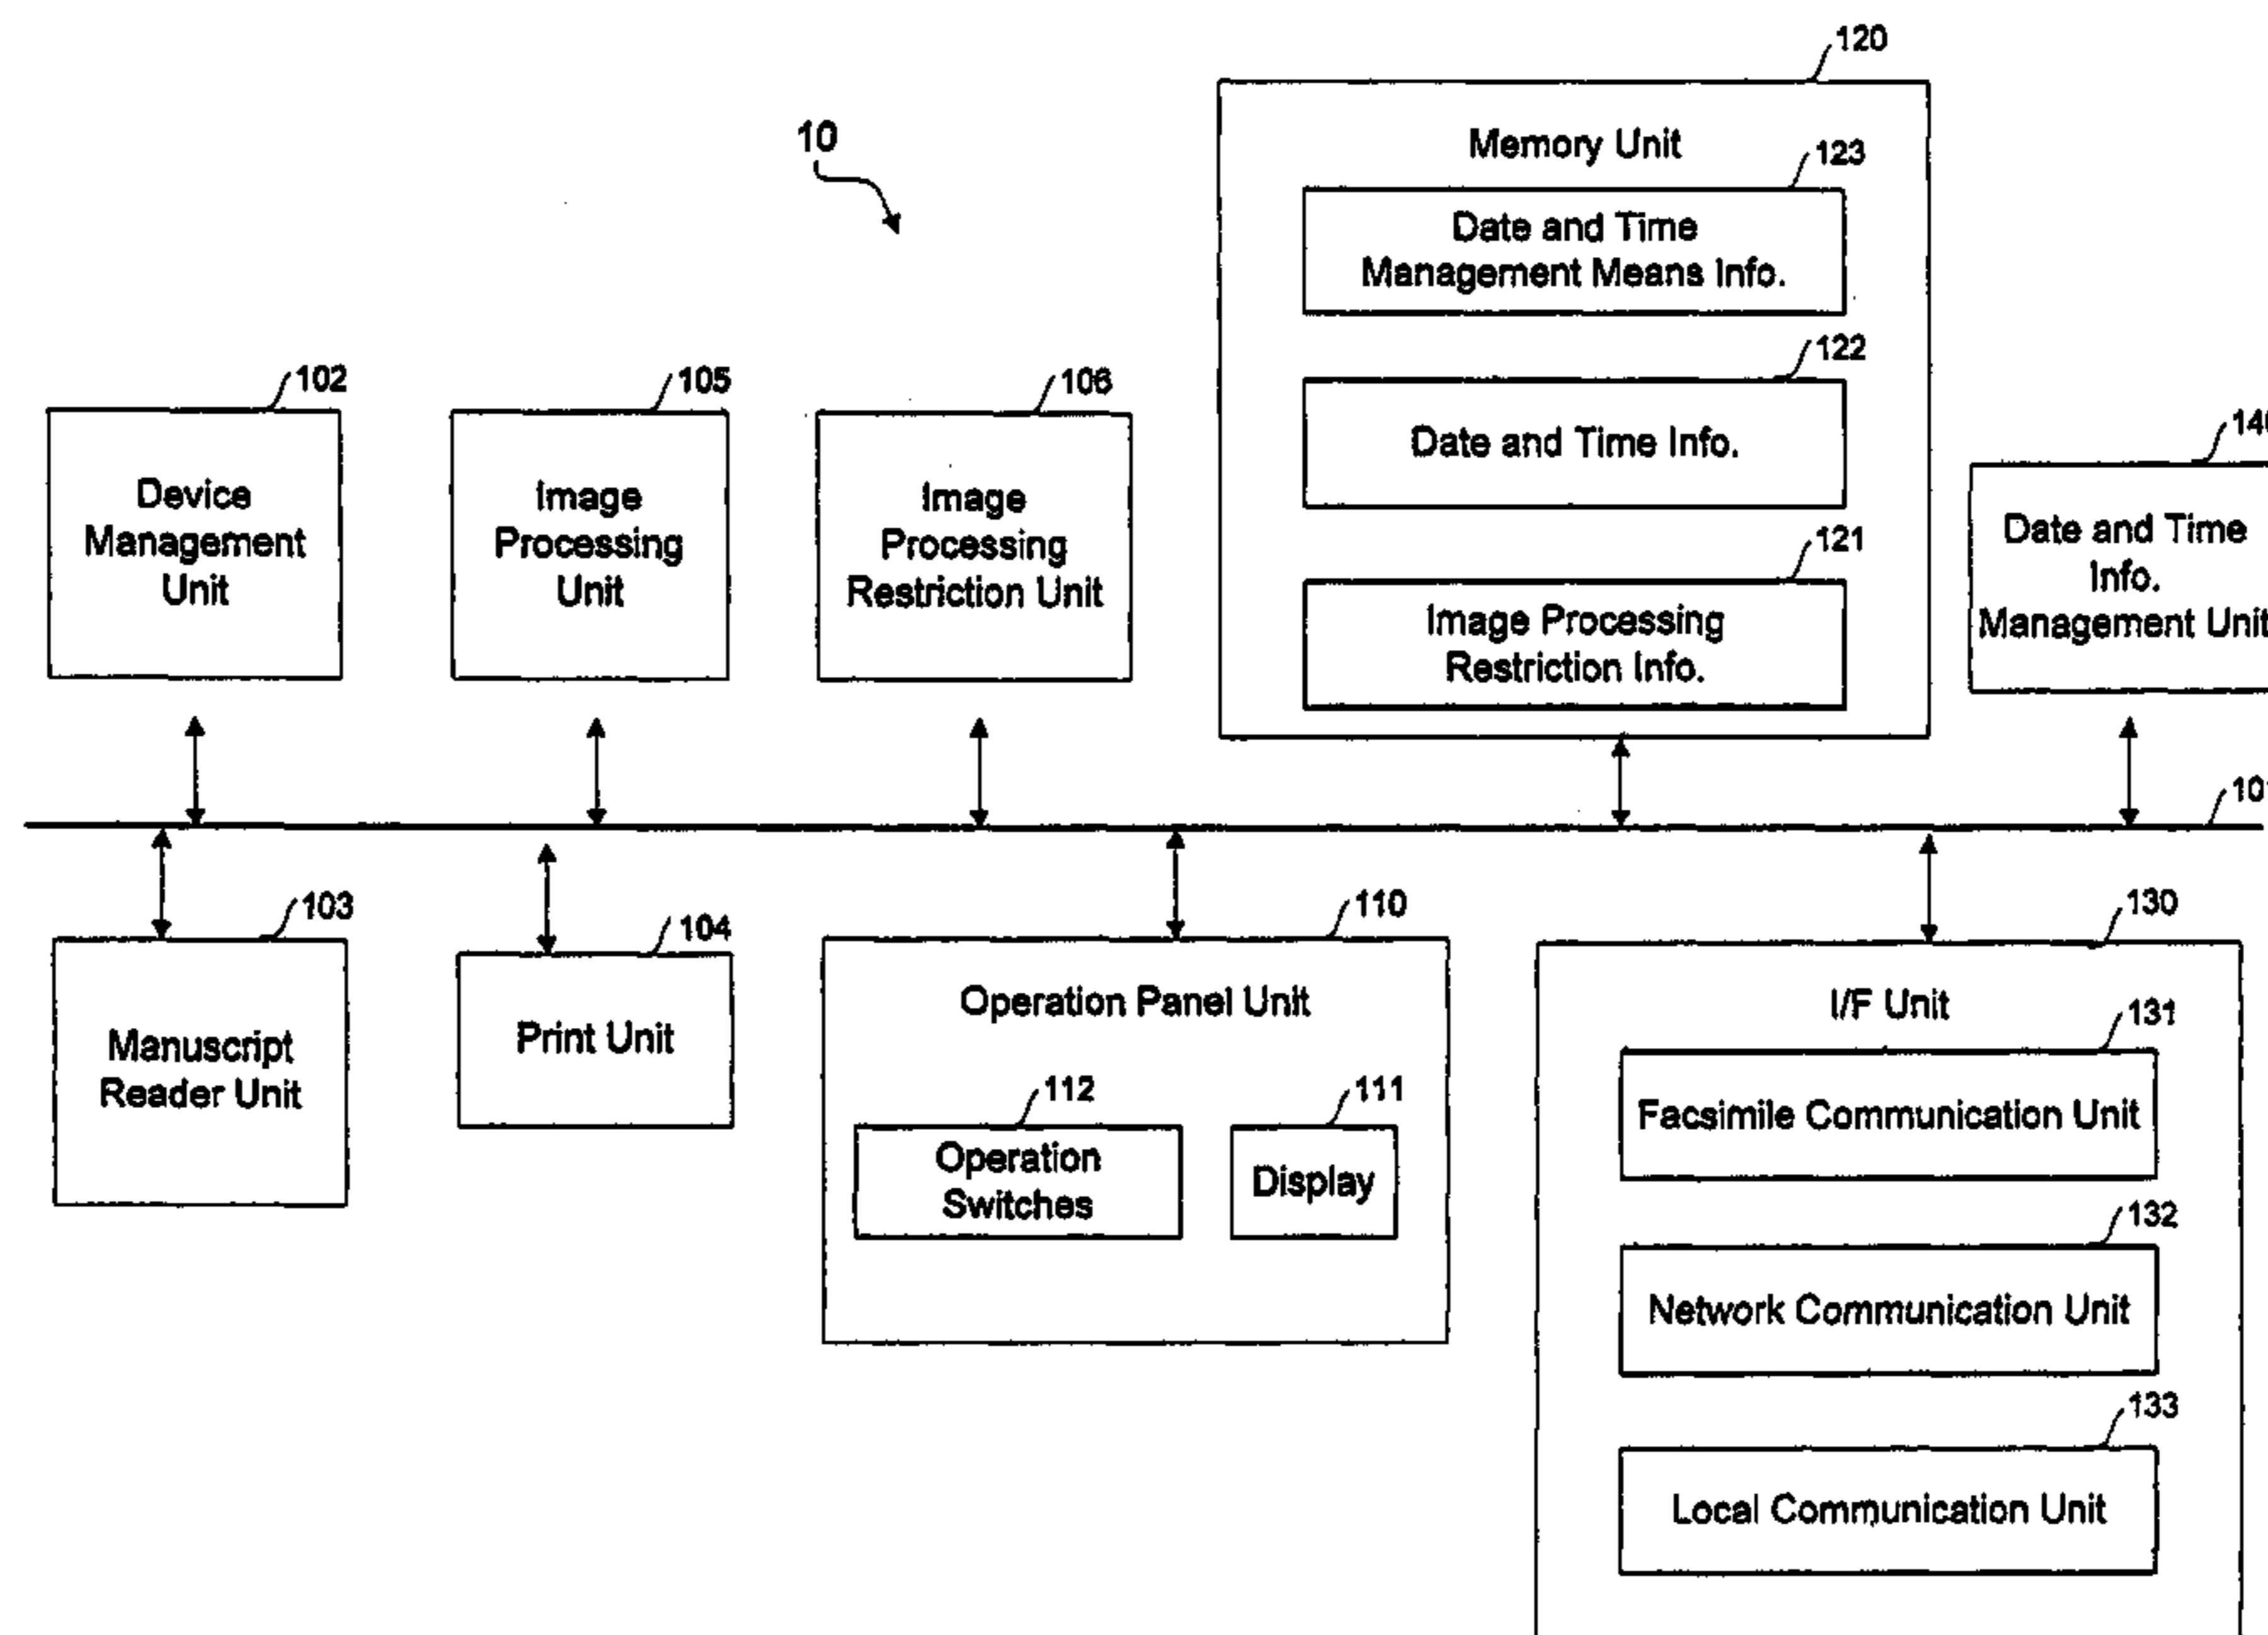 120
10
Memory Unit
123
Date and Time
Management Means Info.
122
Date and Time Info.
121
Image Processing
Restriction Info.
102
Device
Management
Unit
105
Image
Processing
Unit
106
Image
Processing
Restriction Unit
Date and Time
Info.
Management Unit
103
Manuscript
Reader Unit
104
Print Unit
110
Operation Panel Unit
112
Operation
Switches
111
Display
130
I/F Unit
131
Facsimile Communication Unit
132
Network Communication Unit
133
Local Communication Unit